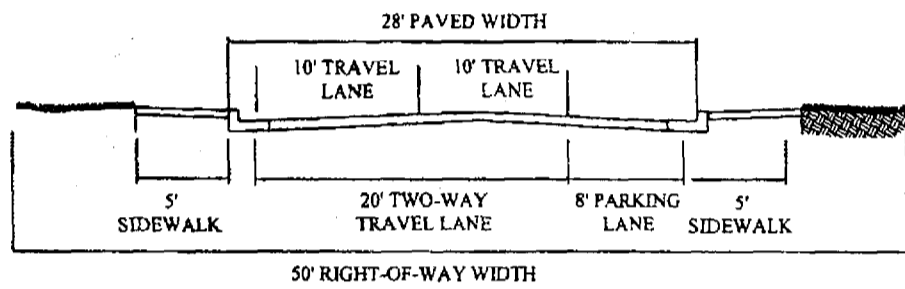 28' PAVED WIDTH
10' TRAVEL
LANE
10' TRAVEL
LANE
5'
SIDEWALK
20' TWO-WAY
TRAVEL LANE
8' PARKING
LANE
5'
SIDEWALK
50' RIGHT-OF-WAY WIDTH